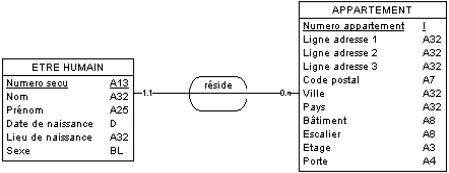 ETRE HUMAIN
Numero secu A13
Nom A32
Prénom A25
Date de naissance D
Lieu de naissance A32
Sexe BL
1.1
réside
0.n
APPARTEMENT
Numero appartement I
Ligne adresse 1 A32
Ligne adresse 2 A32
Ligne adresse 3 A32
Code postal A7
Ville A32
Pays A32
Bâtiment A8
Escalier A8
Etage A3
Porte A4